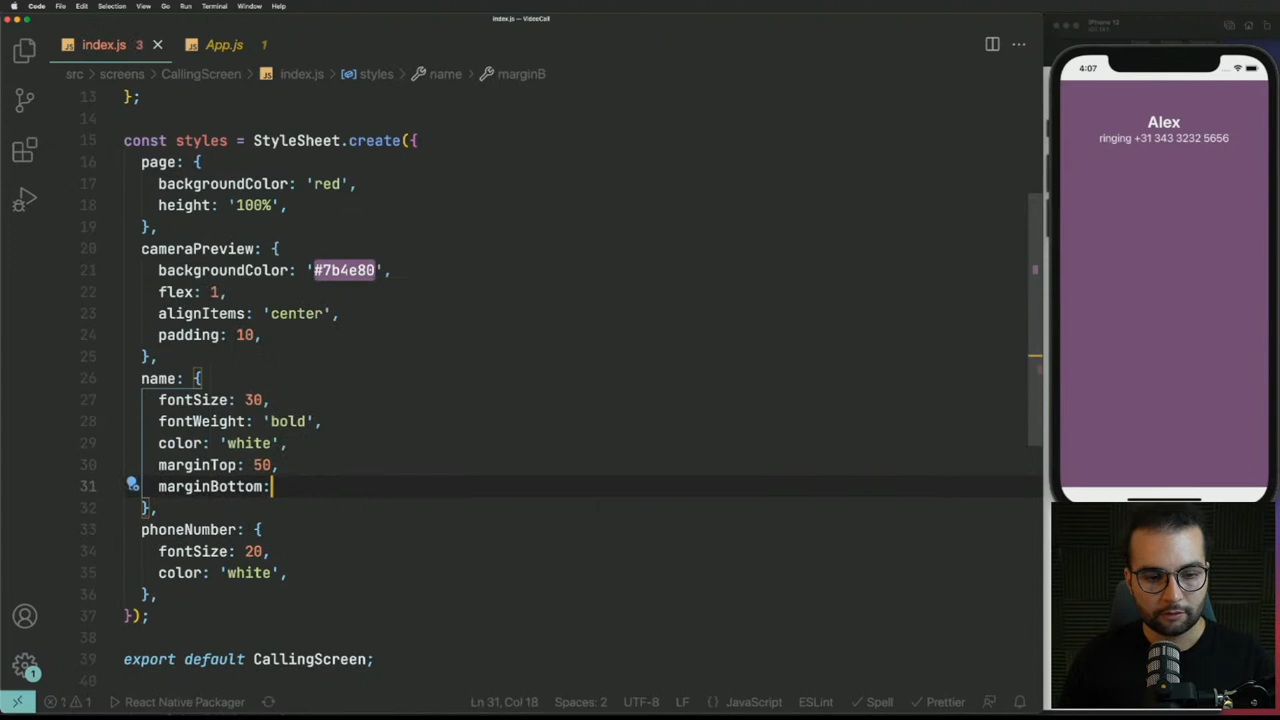 Code File Edit Selection View Go Run Terminal Window Help
index.js — VideoCall
iPhone 12
index.js 3 App.js 1
src screens CallingScreen index.js styles name marginB
4:07
13 };
14
15 const styles = StyleSheet.create({
16 page: {
17 backgroundColor: 'red',
18 height: '100%',
19 },
20 cameraPreview: {
21 backgroundColor: '#7b4e80',
22 flex: 1,
23 alignItems: 'center',
24 padding: 10,
25 },
26 name: {
27 fontSize: 30,
28 fontWeight: 'bold',
29 color: 'white',
30 marginTop: 50,
31 marginBottom:
32 },
33 phoneNumber: {
34 fontSize: 20,
35 color: 'white',
36 },
37 });
38
39 export default CallingScreen;
40
Alex
ringing +31 343 3232 5656
1
1 1 React Native Packager Ln 31, Col 18 Spaces: 2 UTF-8 LF {} JavaScript ESLint Spell Prettier